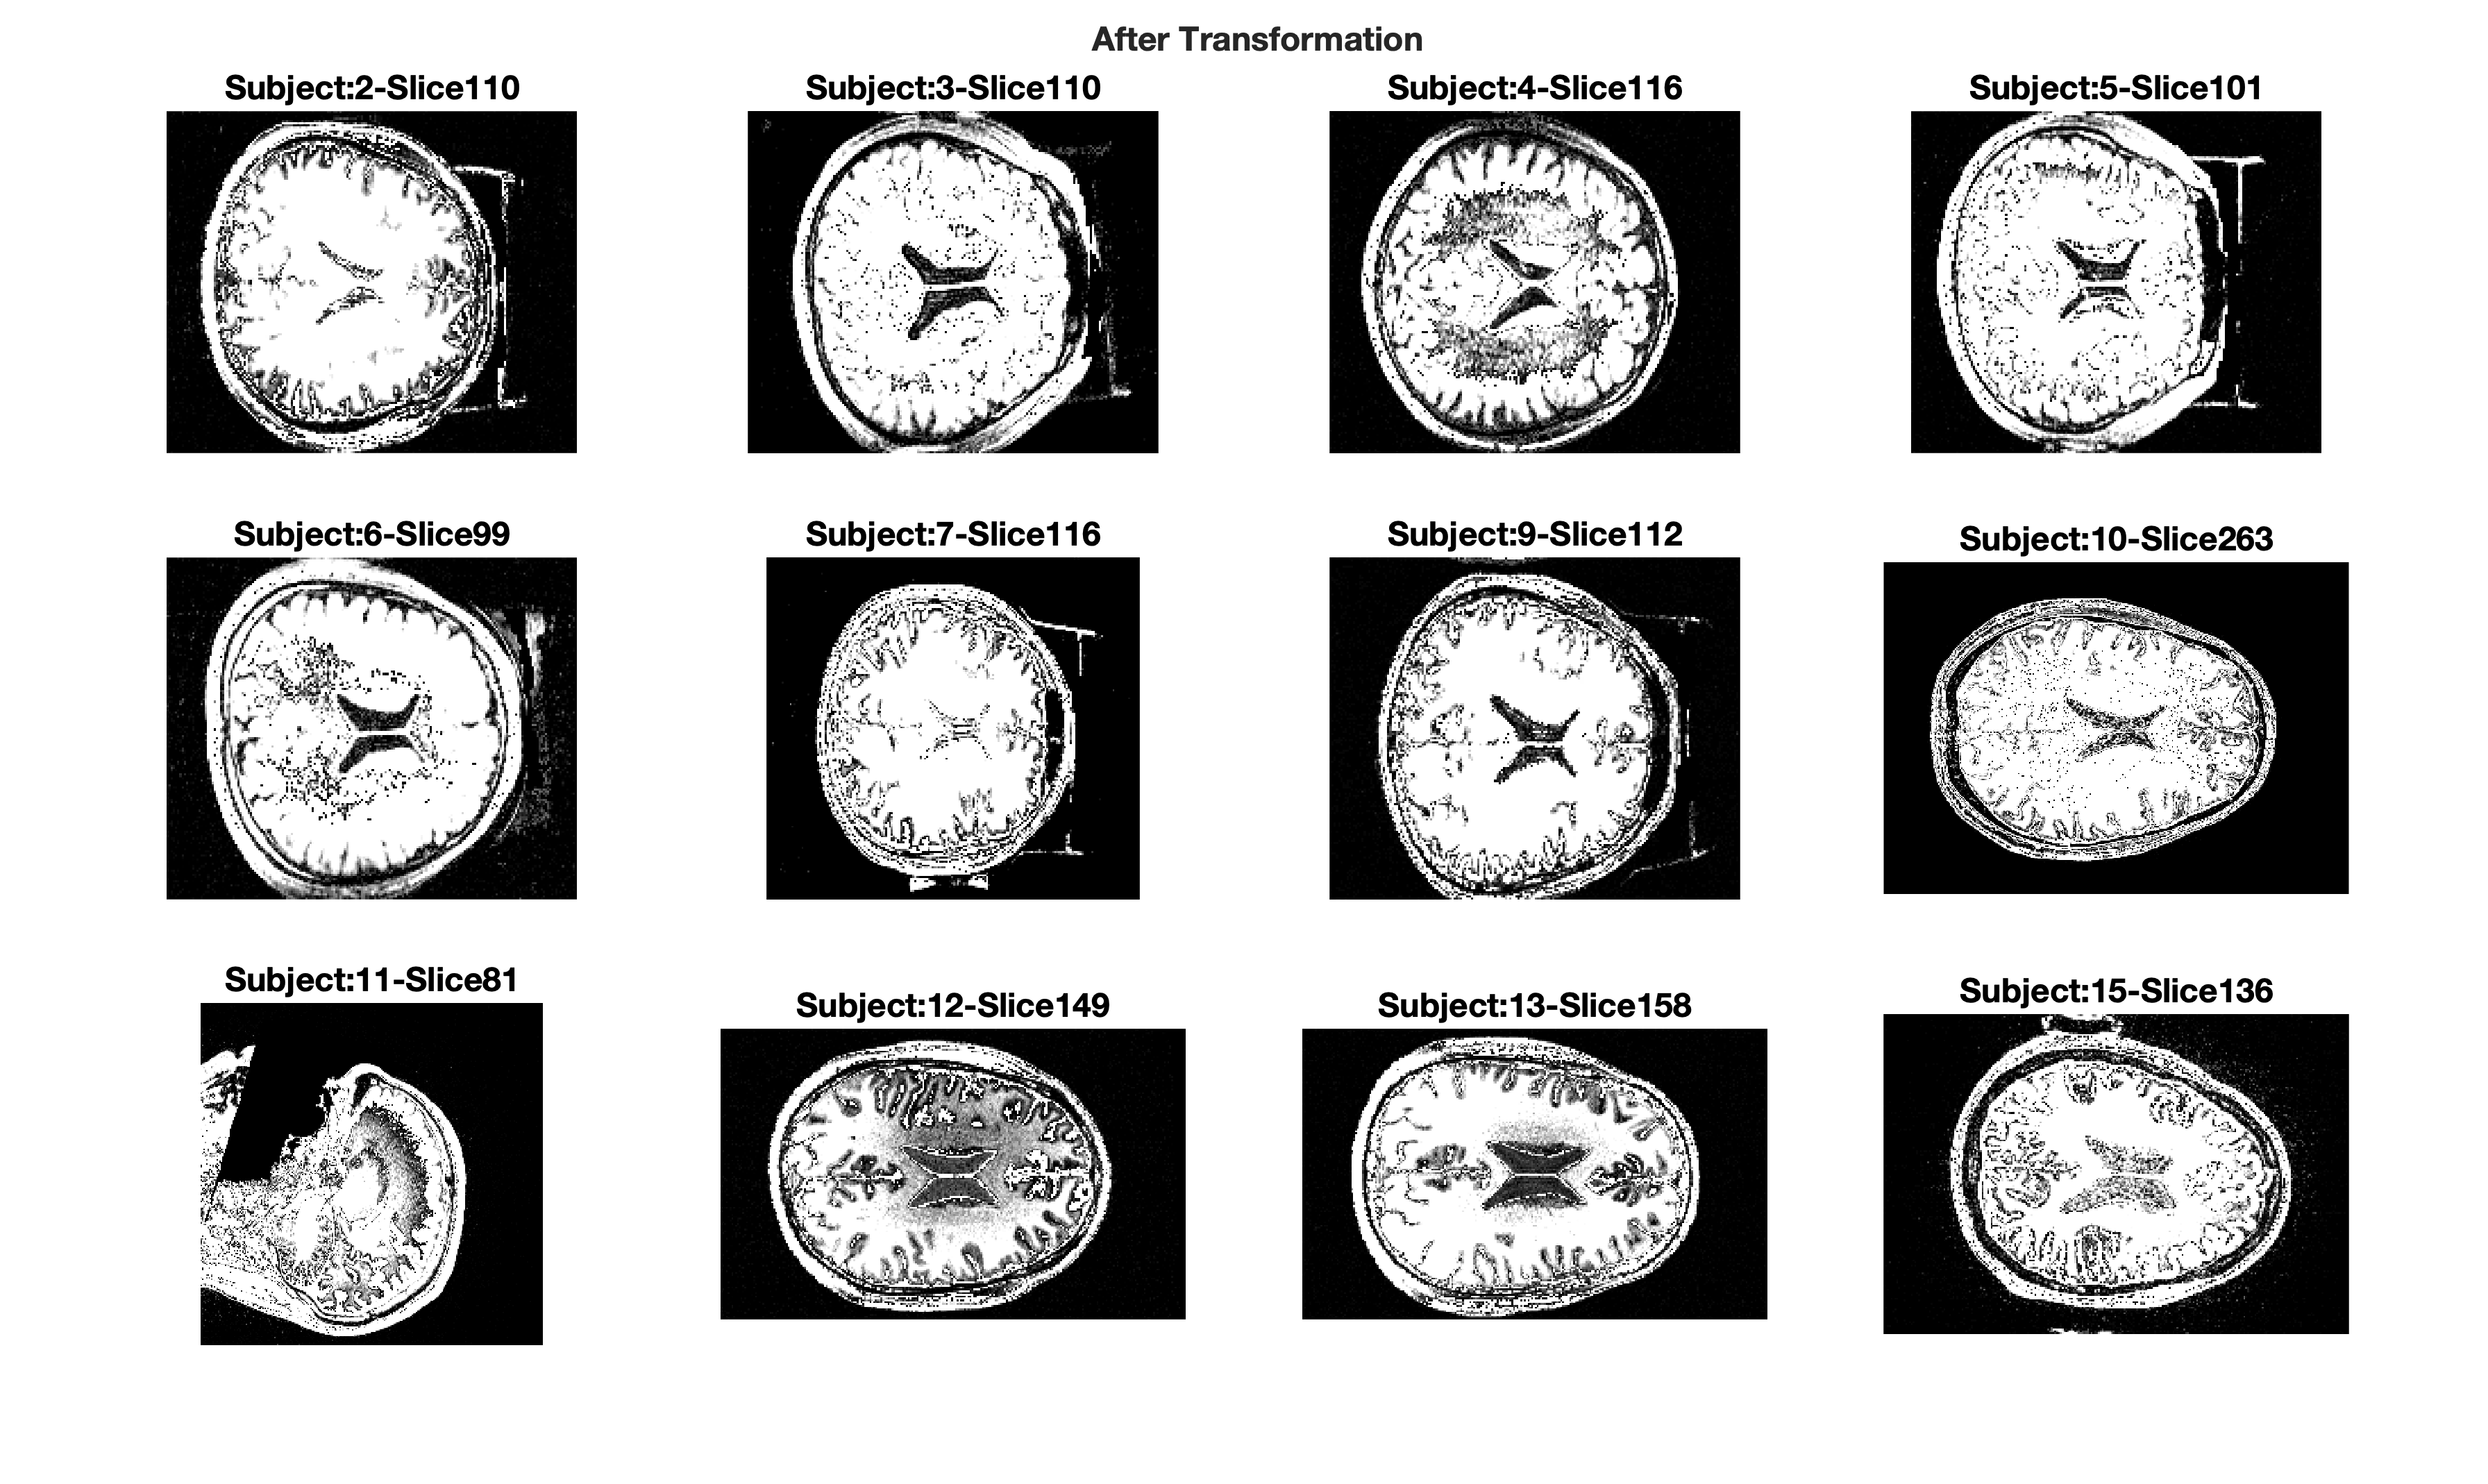 After Transformation
Subject:2-Slice110
Subject:3-Slice110
Subject:4-Slice116
Subject:5-Slice101
Subject:6-Slice99
Subject:7-Slice116
Subject:9-Slice112
Subject:10-Slice263
Subject:11-Slice81
Subject:12-Slice149
Subject:13-Slice158
Subject:15-Slice136